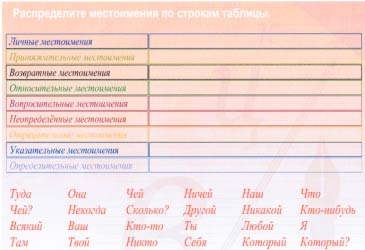 Распределите местоимения по строкам таблицы.
Личные местоимения
Притяжательные местоимения
Возвратные местоимения
Относительные местоимения
Вопросительные местоимения
Неопределённые местоимения
Отрицательные местоимения
Указательные местоимения
Определительные местоимения
Туда Она Чей Ничей Наш Что
Чей? Некогда Сколько? Другой Никакой Кто-нибудь
Всякий Ваш Кто-то Ты Любой Я
Там Твой Никто Себя Который Который?